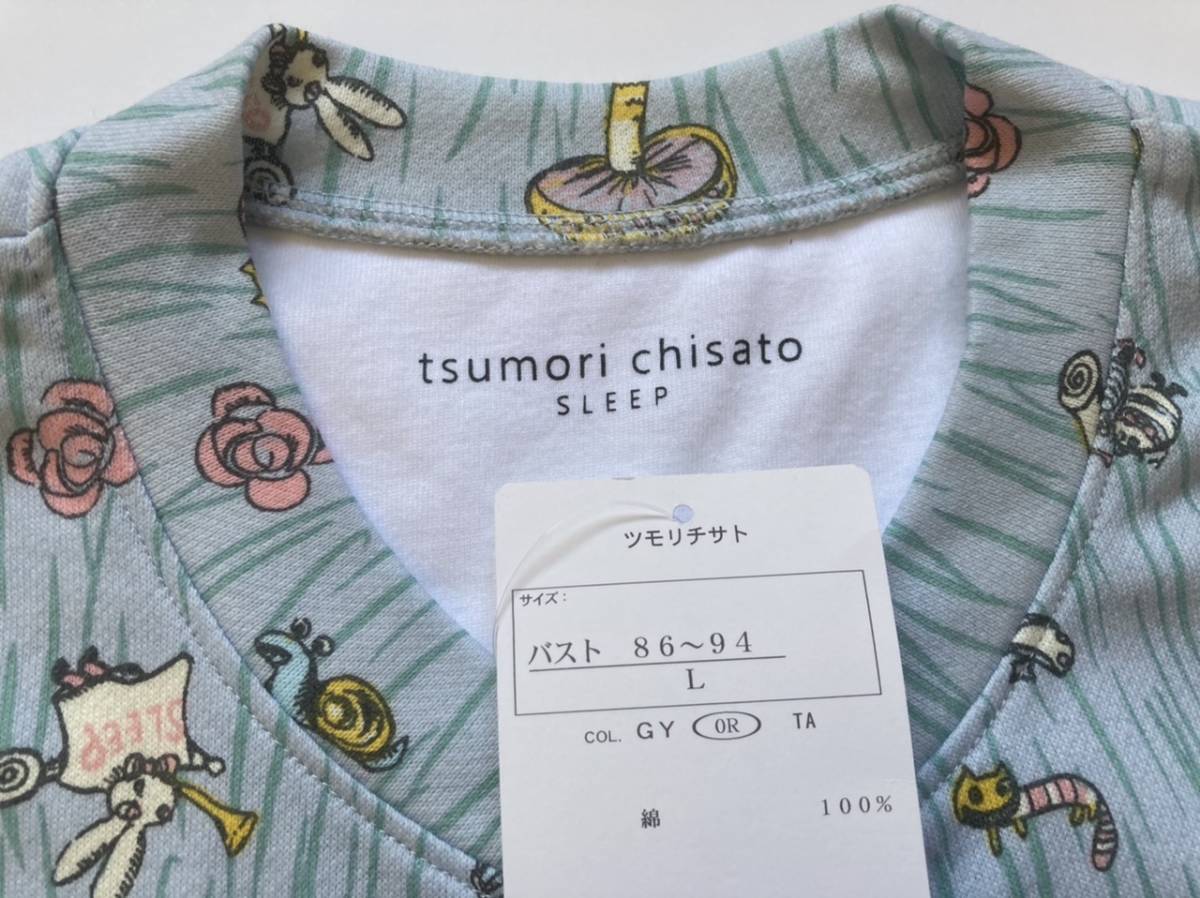 tsumori chisato
SLEEP
ツモリチサト
サイズ：
バスト 86～94
L
COL. GY OR TA
綿 100%
SLEEP